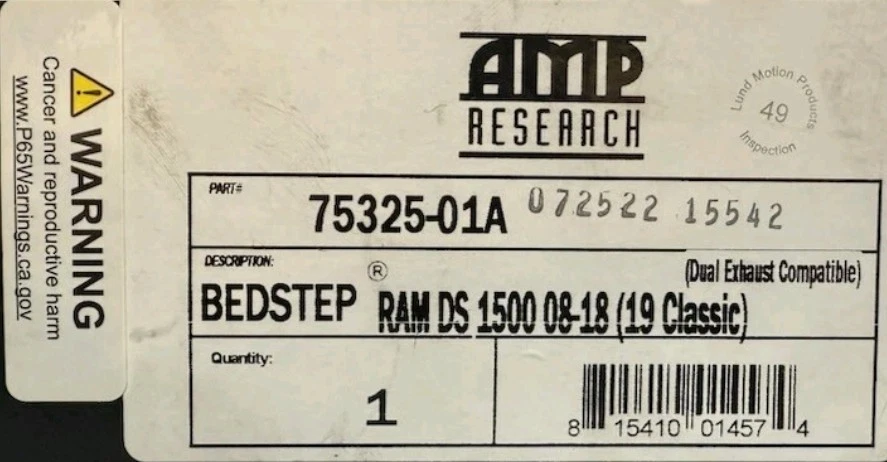 WARNING
Cancer and reproductive harm
www.P65Warnings.ca.gov
AMP
RESEARCH
Lund Motion Products
49
Inspection
PART#
75325-01A 072522 15542
DESCRIPTION:
(Dual Exhaust Compatible)
BEDSTEP ® RAM DS 1500 08-18 (19 Classic)
Quantity:
1
8 15410 01457 4